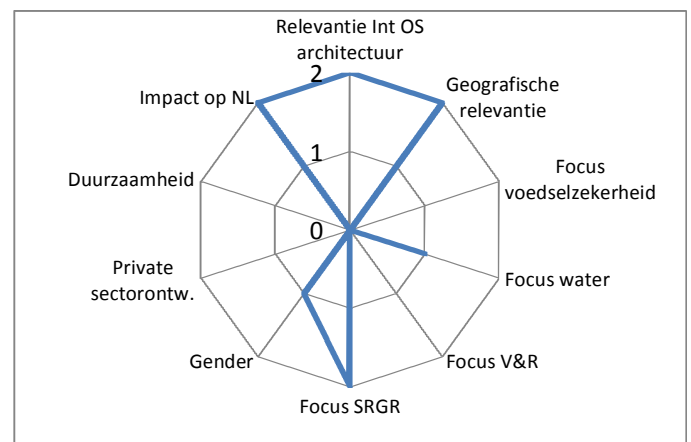 Relevantie Int OS
architectuur
2
Impact op NL
Geografische
relevantie
1
Duurzaamheid
Focus
voedselzekerheid
0
Private
sectorontw.
Focus water
Gender
Focus V&R
Focus SRGR